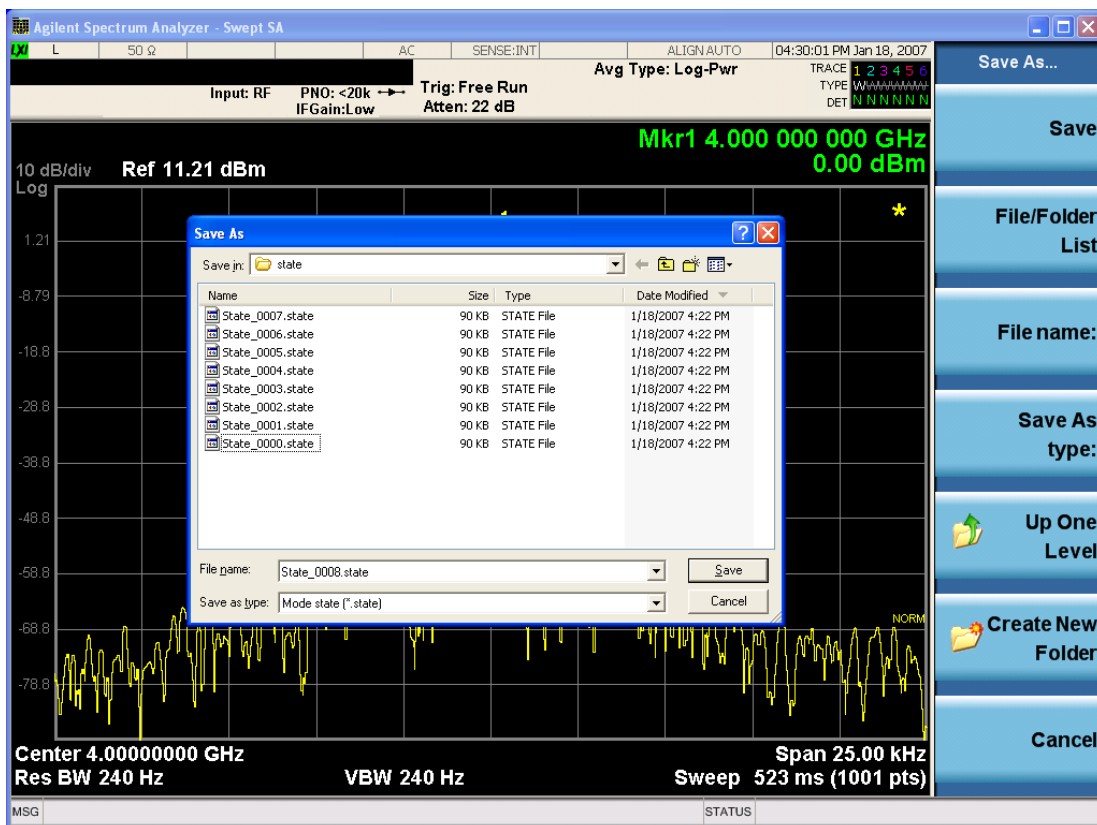 Agilent Spectrum Analyzer - Swept SA
LXI L 50 Ω AC SENSE:INT ALIGN AUTO 04:30:01 PM Jan 18, 2007
Input: RF PNO: <20k IFGain:Low
Trig: Free Run
Atten: 22 dB
Avg Type: Log-Pwr
TRACE 1 2 3 4 5 6
TYPE WWWWWW
DET N N N N N N
Mkr1 4.000 000 000 GHz
0.00 dBm
10 dB/div Ref 11.21 dBm
Log
1.21
-8.79
-18.8
-28.8
-38.8
-48.8
-58.8
-68.8
-78.8
Save As
Save in: state
Name Size Type Date Modified
State_0007.state 90 KB STATE File 1/18/2007 4:22 PM
State_0006.state 90 KB STATE File 1/18/2007 4:22 PM
State_0005.state 90 KB STATE File 1/18/2007 4:22 PM
State_0004.state 90 KB STATE File 1/18/2007 4:22 PM
State_0003.state 90 KB STATE File 1/18/2007 4:22 PM
State_0002.state 90 KB STATE File 1/18/2007 4:22 PM
State_0001.state 90 KB STATE File 1/18/2007 4:22 PM
State_0000.state 90 KB STATE File 1/18/2007 4:22 PM
File name: State_0008.state Save
Save as type: Mode state (*.state) Cancel
NORM
Center 4.00000000 GHz Span 25.00 kHz
Res BW 240 Hz VBW 240 Hz Sweep 523 ms (1001 pts)
MSG STATUS
Save As...
Save
File/Folder
List
File name:
Save As
type:
Up One
Level
Create New
Folder
Cancel